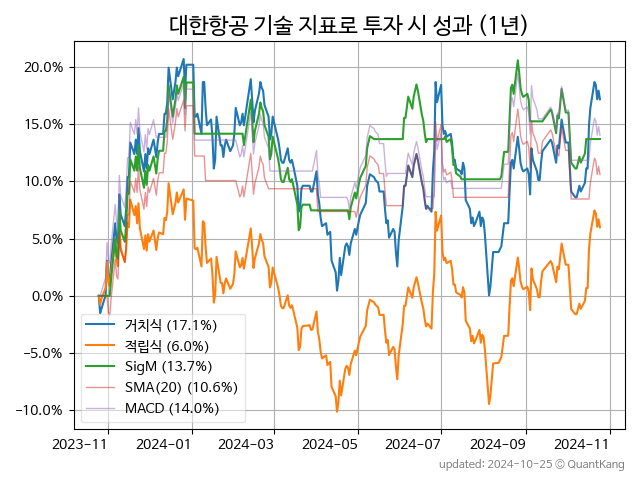 대한항공 기술 지표로 투자 시 성과 (1년)
20.0%
15.0%
10.0%
5.0%
0.0%
−5.0%
−10.0%
거치식 (17.1%)
적립식 (6.0%)
SigM (13.7%)
SMA(20) (10.6%)
MACD (14.0%)
2023-11
2024-01
2024-03
2024-05
2024-07
2024-09
2024-11
updated: 2024-10-25 © QuantKang